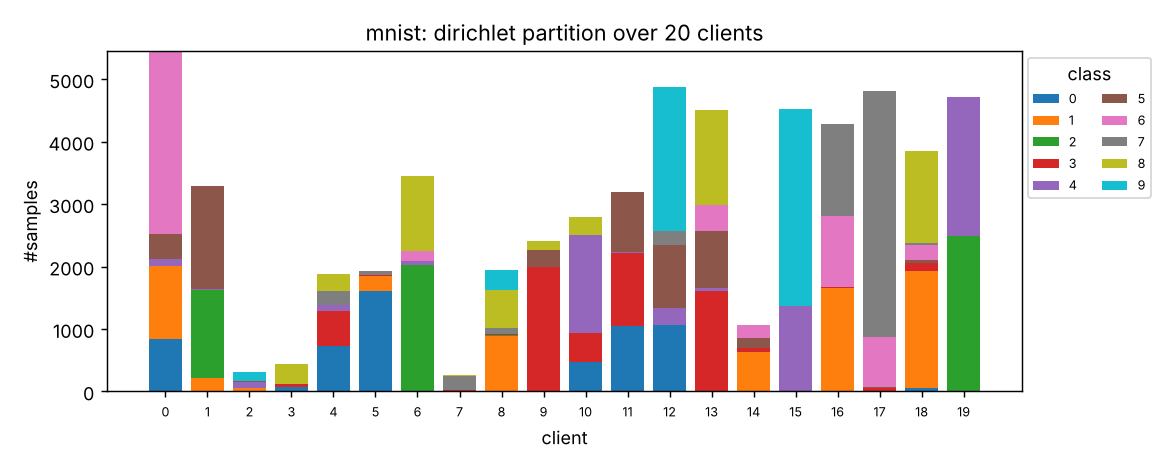 mnist: dirichlet partition over 20 clients
#samples
5000
4000
3000
2000
1000
0
0 1 2 3 4 5 6 7 8 9 10 11 12 13 14 15 16 17 18 19
client
class
0 5
1 6
2 7
3 8
4 9